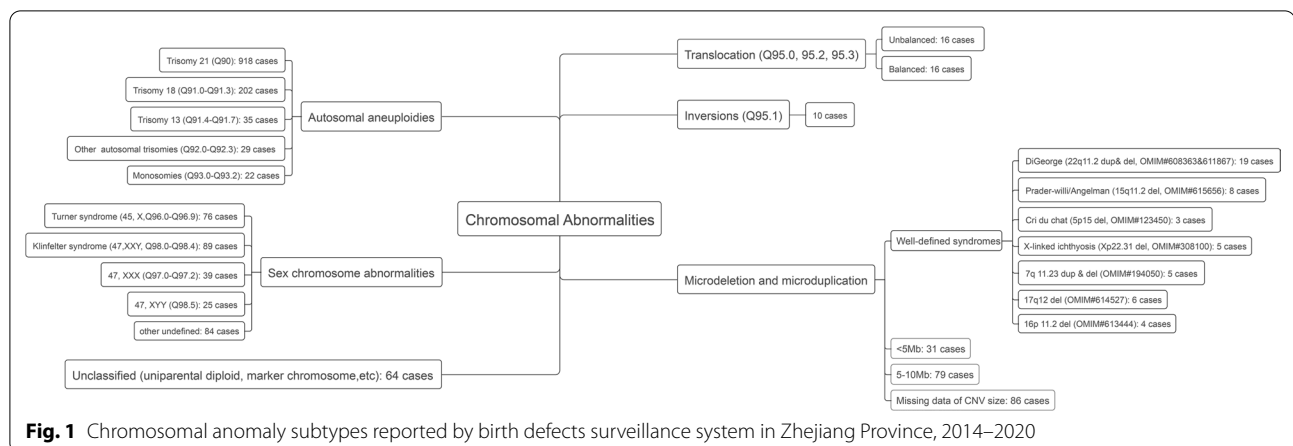 Trisomy 21 (Q90): 918 cases
Trisomy 18 (Q91.0-Q91.3): 202 cases
Trisomy 13 (Q91.4-Q91.7): 35 cases
Other autosomal trisomies (Q92.0-Q92.3): 29 cases
Monosomies (Q93.0-Q93.2): 22 cases
Autosomal aneuploidies
Turner syndrome (45, X,Q96.0-Q96.9): 76 cases
Klinfelter syndrome (47,XXY, Q98.0-Q98.4): 89 cases
47, XXX (Q97.0-Q97.2): 39 cases
47, XYY (Q98.5): 25 cases
other undefined: 84 cases
Sex chromosome abnormalities
Unclassified (uniparental diploid, marker chromosome,etc): 64 cases
Chromosomal Abnormalities
Translocation (Q95.0, 95.2, 95.3)
Unbalanced: 16 cases
Balanced: 16 cases
Inversions (Q95.1)
10 cases
Microdeletion and microduplication
Well-defined syndromes
DiGeorge (22q11.2 dup& del, OMIM#608363&611867): 19 cases
Prader-willi/Angelman (15q11.2 del, OMIM#615656): 8 cases
Cri du chat (5p15 del, OMIM#123450): 3 cases
X-linked ichthyosis (Xp22.31 del, OMIM#308100): 5 cases
7q 11.23 dup & del (OMIM#194050): 5 cases
17q12 del (OMIM#614527): 6 cases
16p 11.2 del (OMIM#613444): 4 cases
<5Mb: 31 cases
5-10Mb: 79 cases
Missing data of CNV size: 86 cases
Fig. 1 Chromosomal anomaly subtypes reported by birth defects surveillance system in Zhejiang Province, 2014–2020